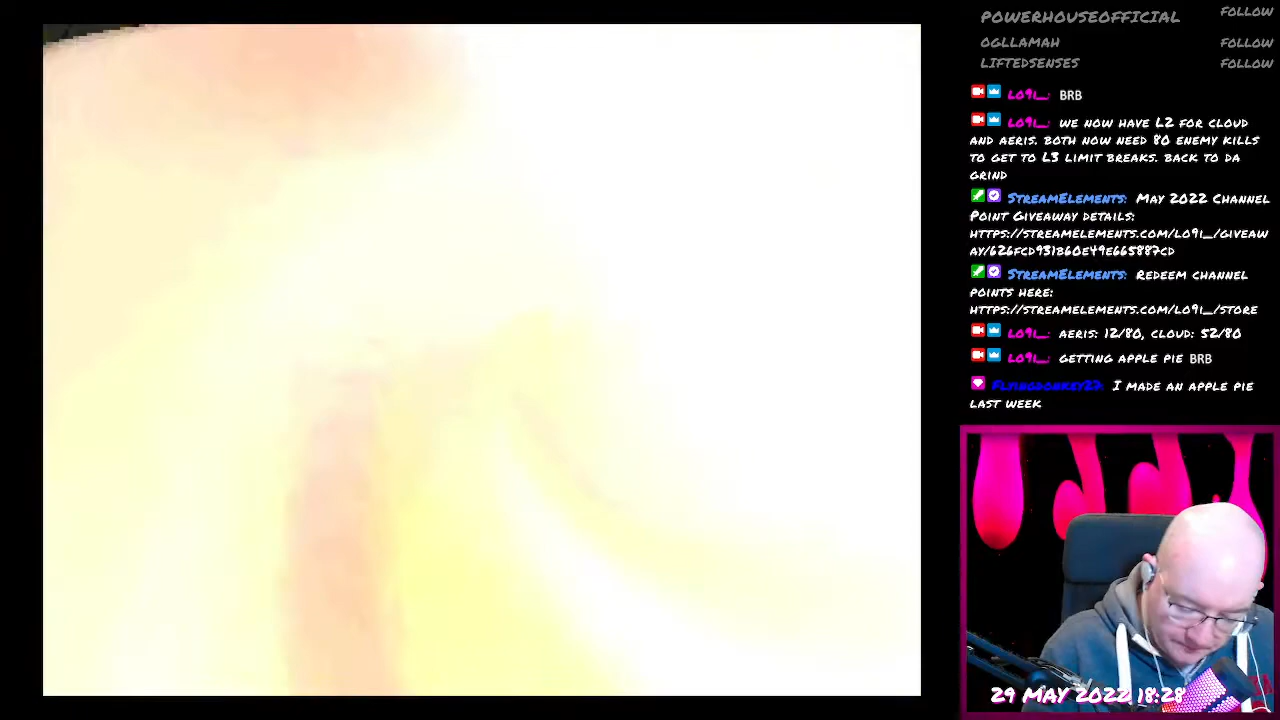 POWERHOUSEOFFICIAL FOLLOW
OGLLAMAH FOLLOW
LIFTEDSENSES FOLLOW
LO9I_: BRB
LO9I_: WE NOW HAVE L2 FOR CLOUD
AND AERIS. BOTH NOW NEED 80 ENEMY KILLS
TO GET TO L3 LIMIT BREAKS. BACK TO DA
GRIND
STREAMELEMENTS: MAY 2022 CHANNEL
POINT GIVEAWAY DETAILS:
HTTPS://STREAMELEMENTS.COM/LO9I_/GIVEAW
AY/626FCD931B60E49E665887CD
STREAMELEMENTS: REDEEM CHANNEL
POINTS HERE:
HTTPS://STREAMELEMENTS.COM/LO9I_/STORE
LO9I_: AERIS: 12/80, CLOUD: 52/80
LO9I_: GETTING APPLE PIE BRB
FLYINGDONKEY27: I MADE AN APPLE PIE
LAST WEEK
29 MAY 2022 18:28